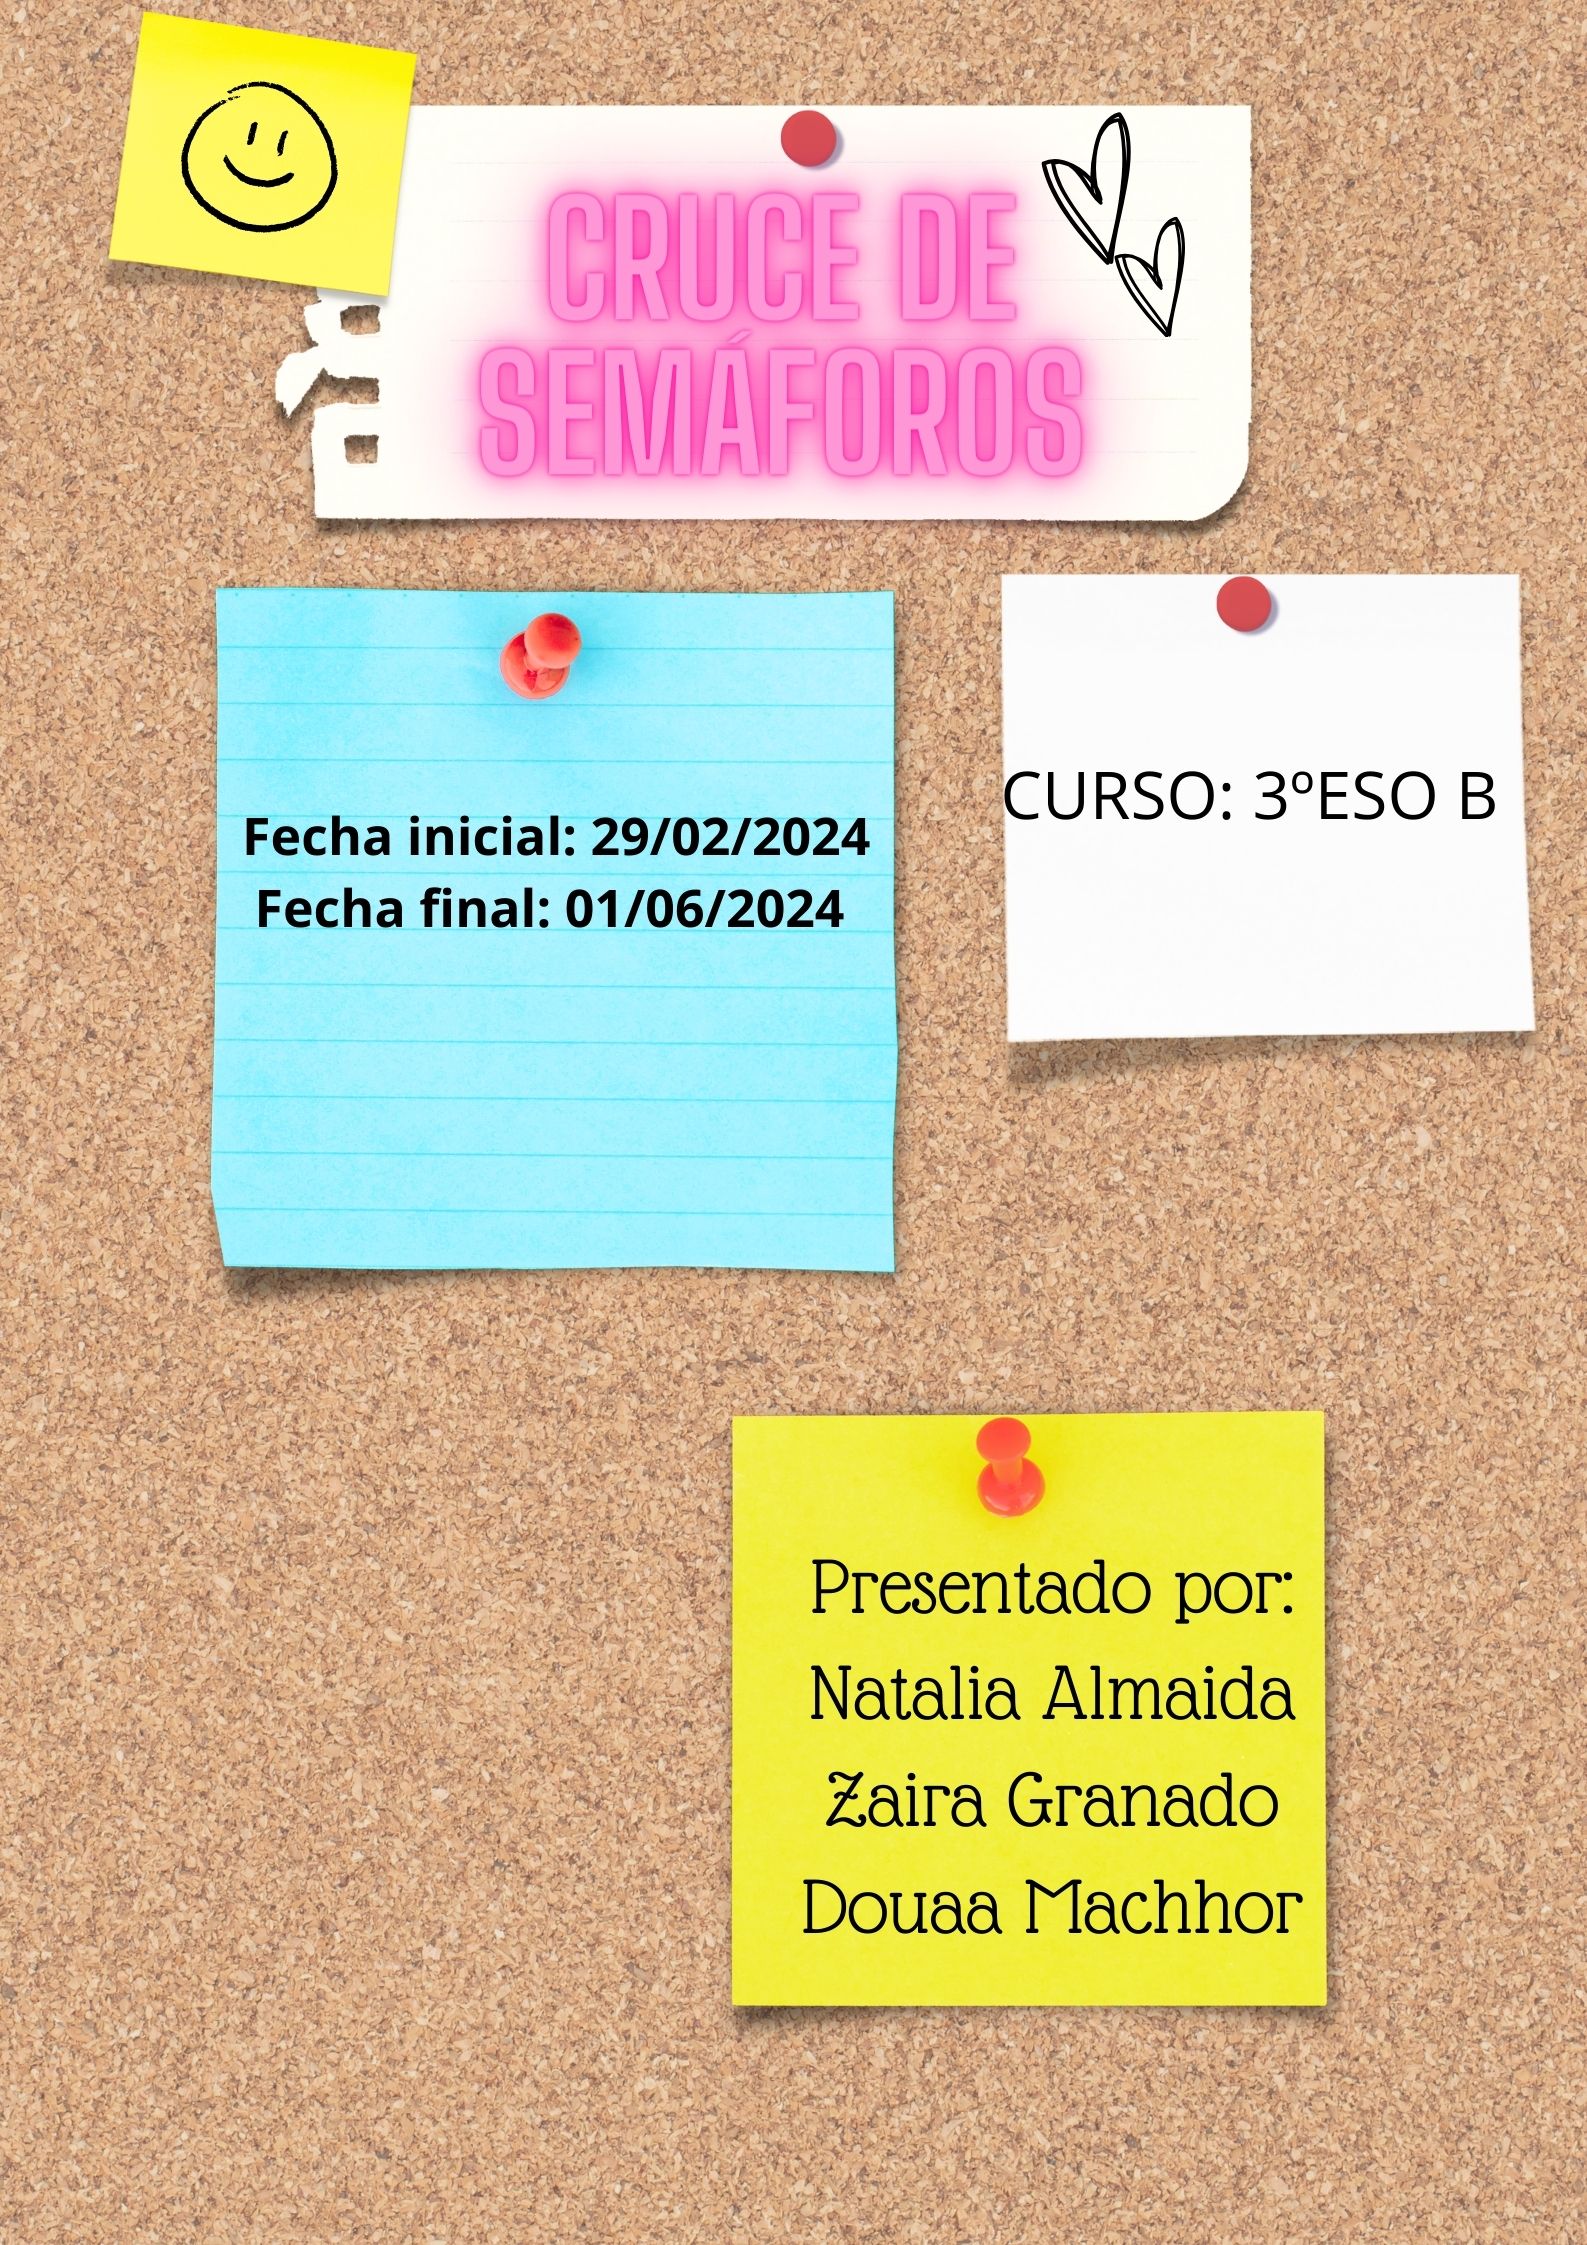 CRUCE DE
SEMÁFOROS
Fecha inicial: 29/02/2024
Fecha final: 01/06/2024
CURSO: 3ºESO B
Presentado por:
Natalia Almaida
Zaira Granado
Douaa Machhor